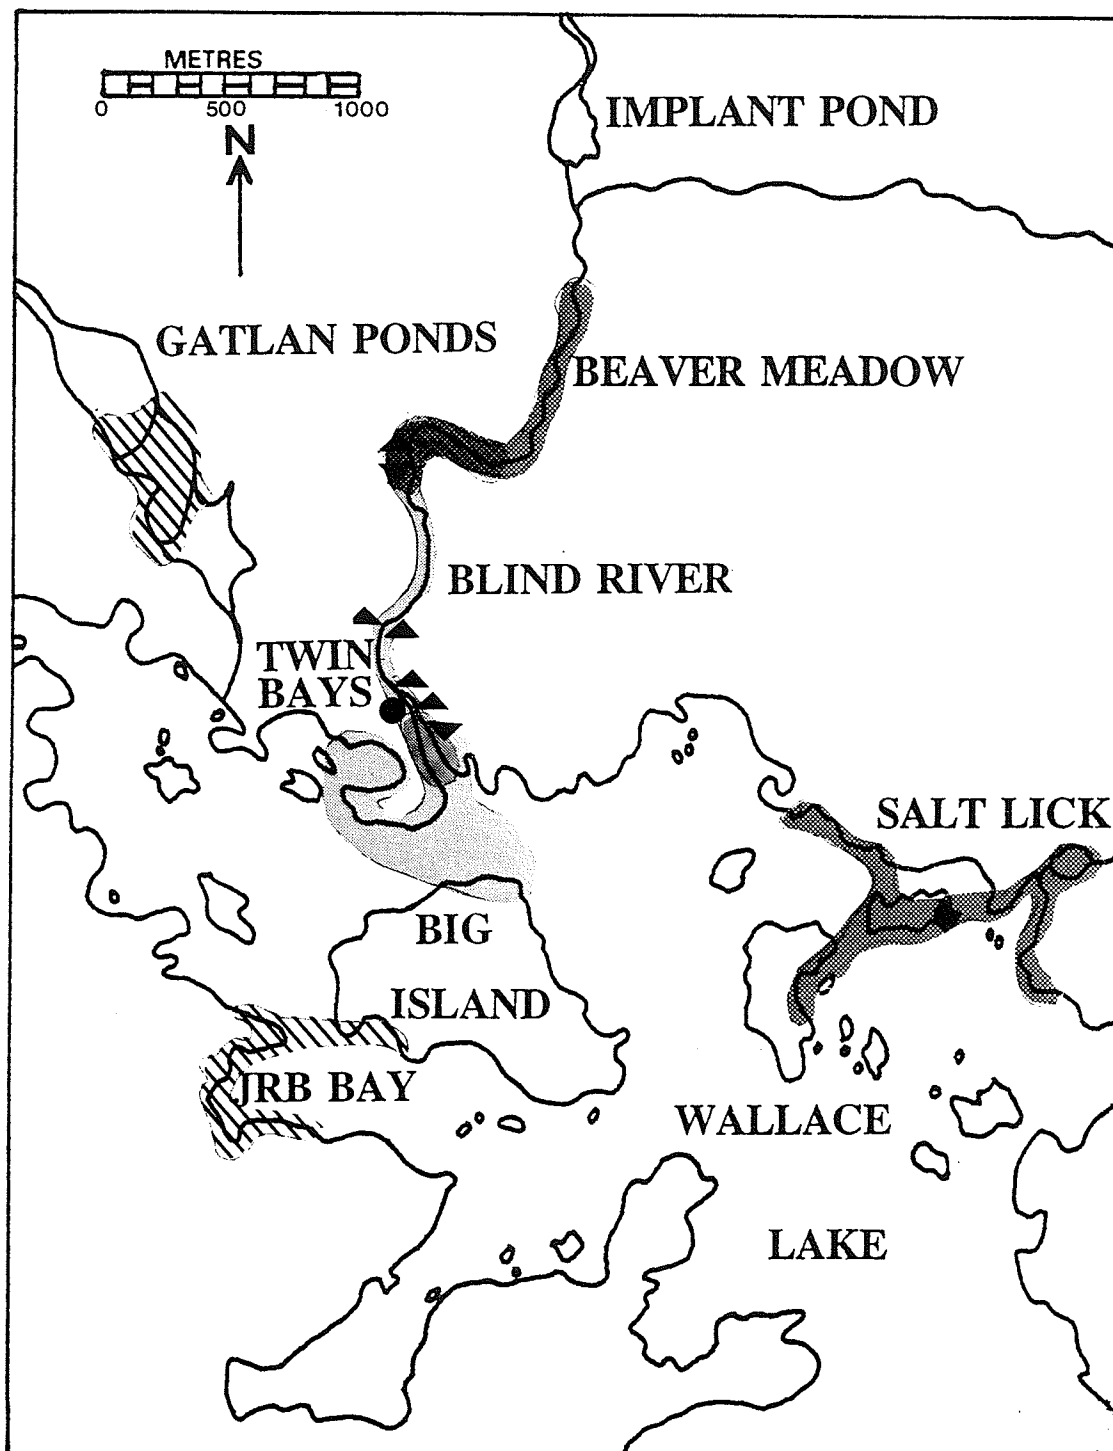 METRES
0 500 1000
N
IMPLANT POND
GATLAN PONDS
BEAVER MEADOW
BLIND RIVER
TWIN
BAYS
SALT LICK
BIG
ISLAND
JRB BAY
WALLACE
LAKE